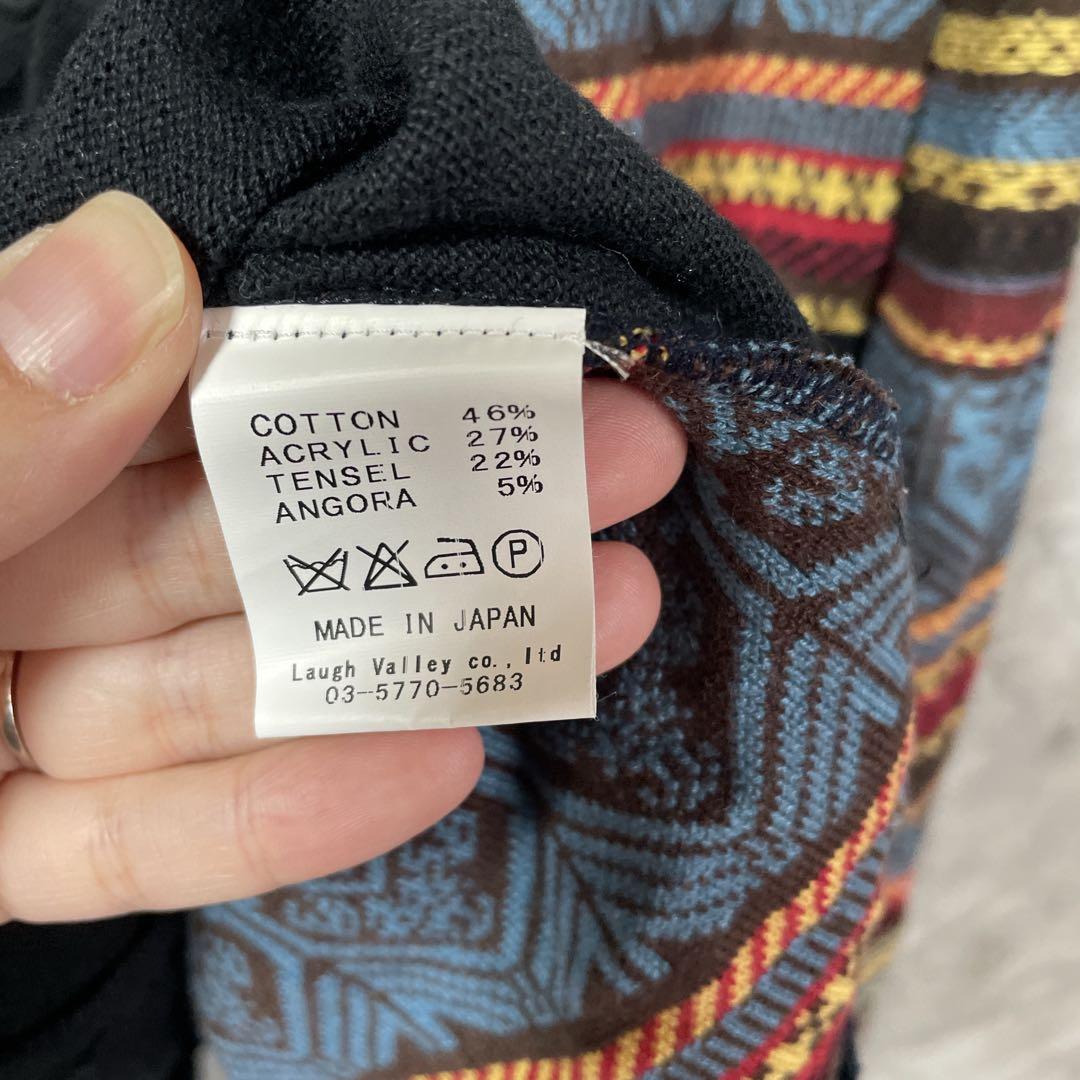 COTTON 46%
ACRYLIC 27%
TENSEL 22%
ANGORA 5%
P
MADE IN JAPAN
Laugh Valley co., ltd
03-5770-5683